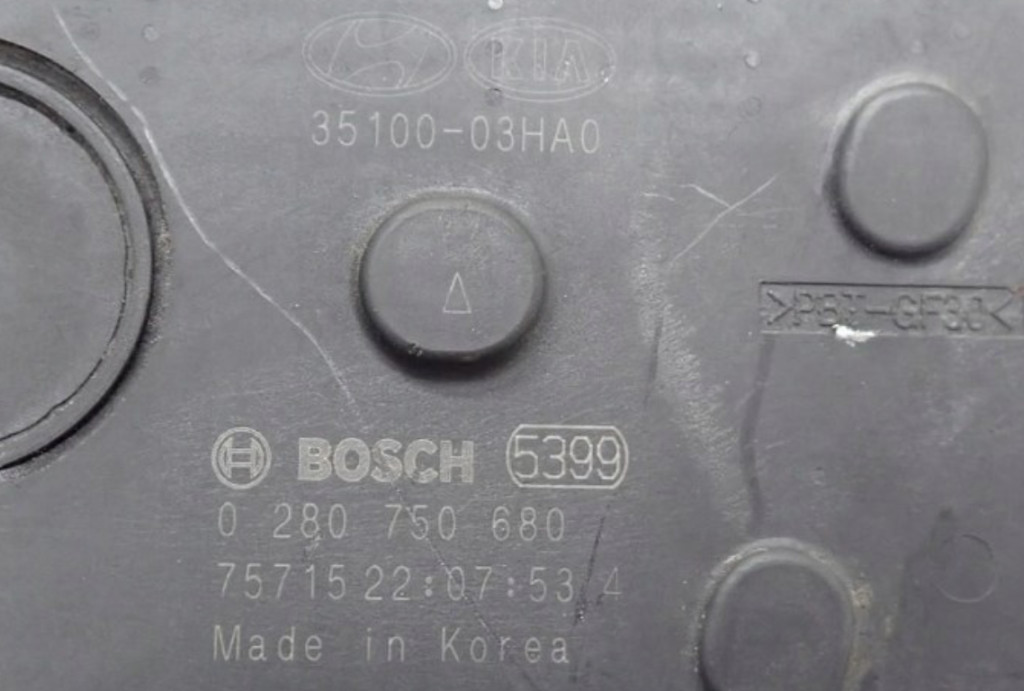 KIA
35100-03HA0
>PBT-GF30<
BOSCH 5399
0 280 750 680
75715 22:07:53 4
Made in Korea